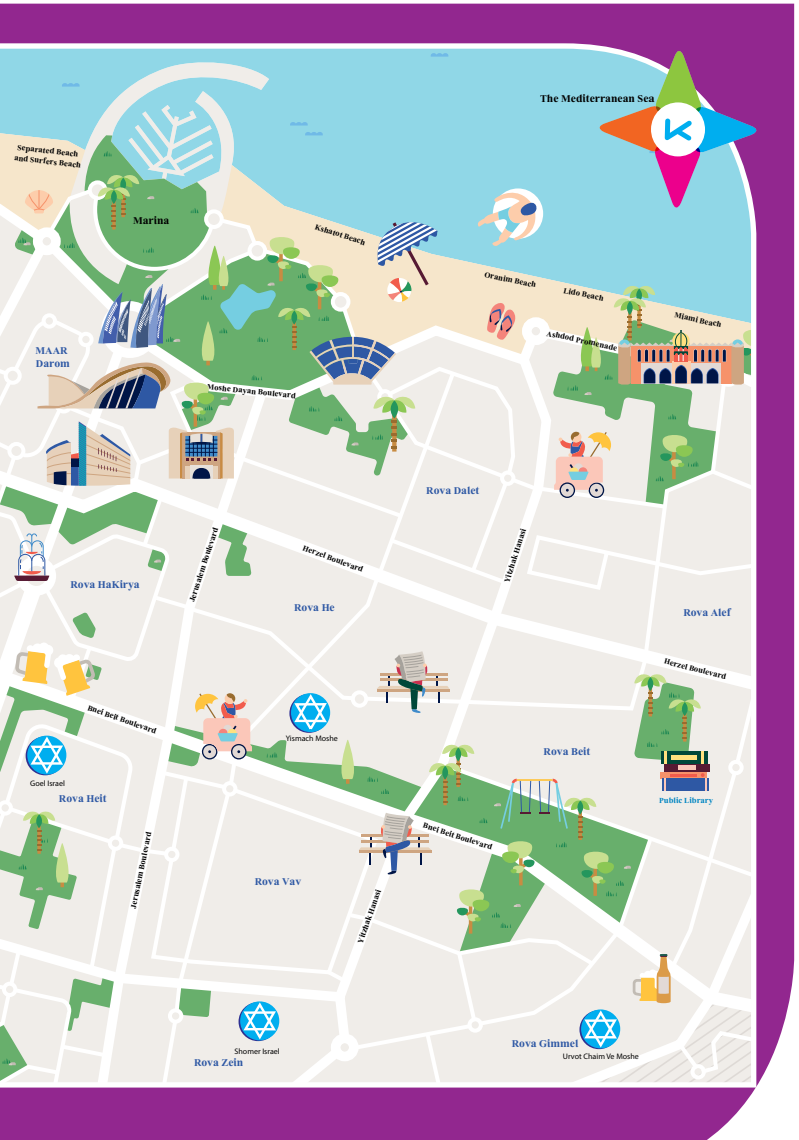 The Mediterranean Sea
Separated Beach
and Surfers Beach
Marina
Kshatot Beach
Oranim Beach
Lido Beach
Miami Beach
Ashdod Promenade
MAAR
Darom
Moshe Dayan Boulevard
Rova Dalet
Jerusalem Boulevard
Herzel Boulevard
Yitzhak Hanasi
Rova HaKirya
Rova He
Rova Alef
Herzel Boulevard
Bnei Beit Boulevard
Yismach Moshe
Rova Beit
Goel Israel
Rova Heit
Public Library
Bnei Beit Boulevard
Jerusalem Boulevard
Rova Vav
Yitzhak Hanasi
Shomer Israel
Rova Zein
Rova Gimmel
Urvot Chaim Ve Moshe